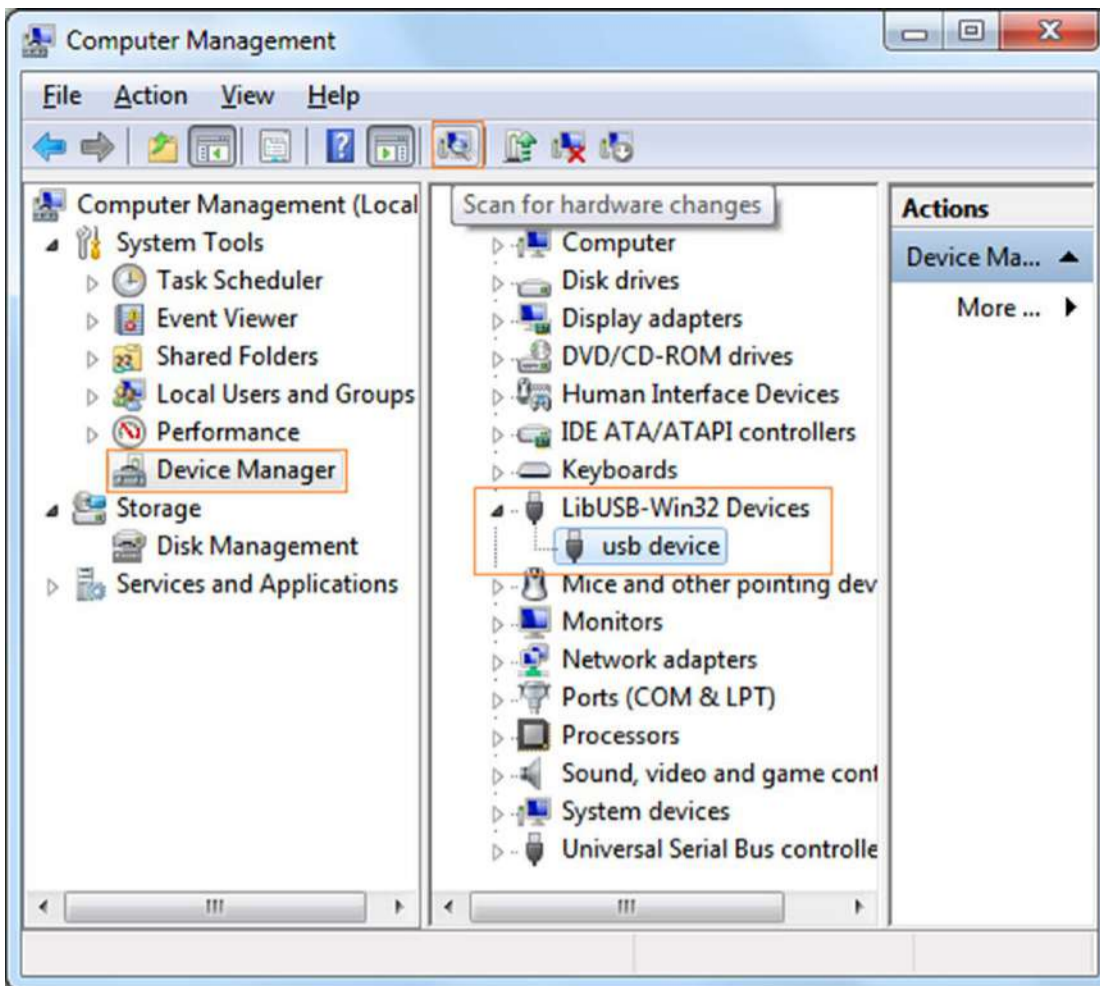 Computer Management
File Action View Help
Scan for hardware changes
Computer Management (Local
System Tools
Task Scheduler
Event Viewer
Shared Folders
Local Users and Groups
Performance
Device Manager
Storage
Disk Management
Services and Applications
Computer
Disk drives
Display adapters
DVD/CD-ROM drives
Human Interface Devices
IDE ATA/ATAPI controllers
Keyboards
LibUSB-Win32 Devices
usb device
Mice and other pointing dev
Monitors
Network adapters
Ports (COM & LPT)
Processors
Sound, video and game cont
System devices
Universal Serial Bus controlle
Actions
Device Ma...
More ...